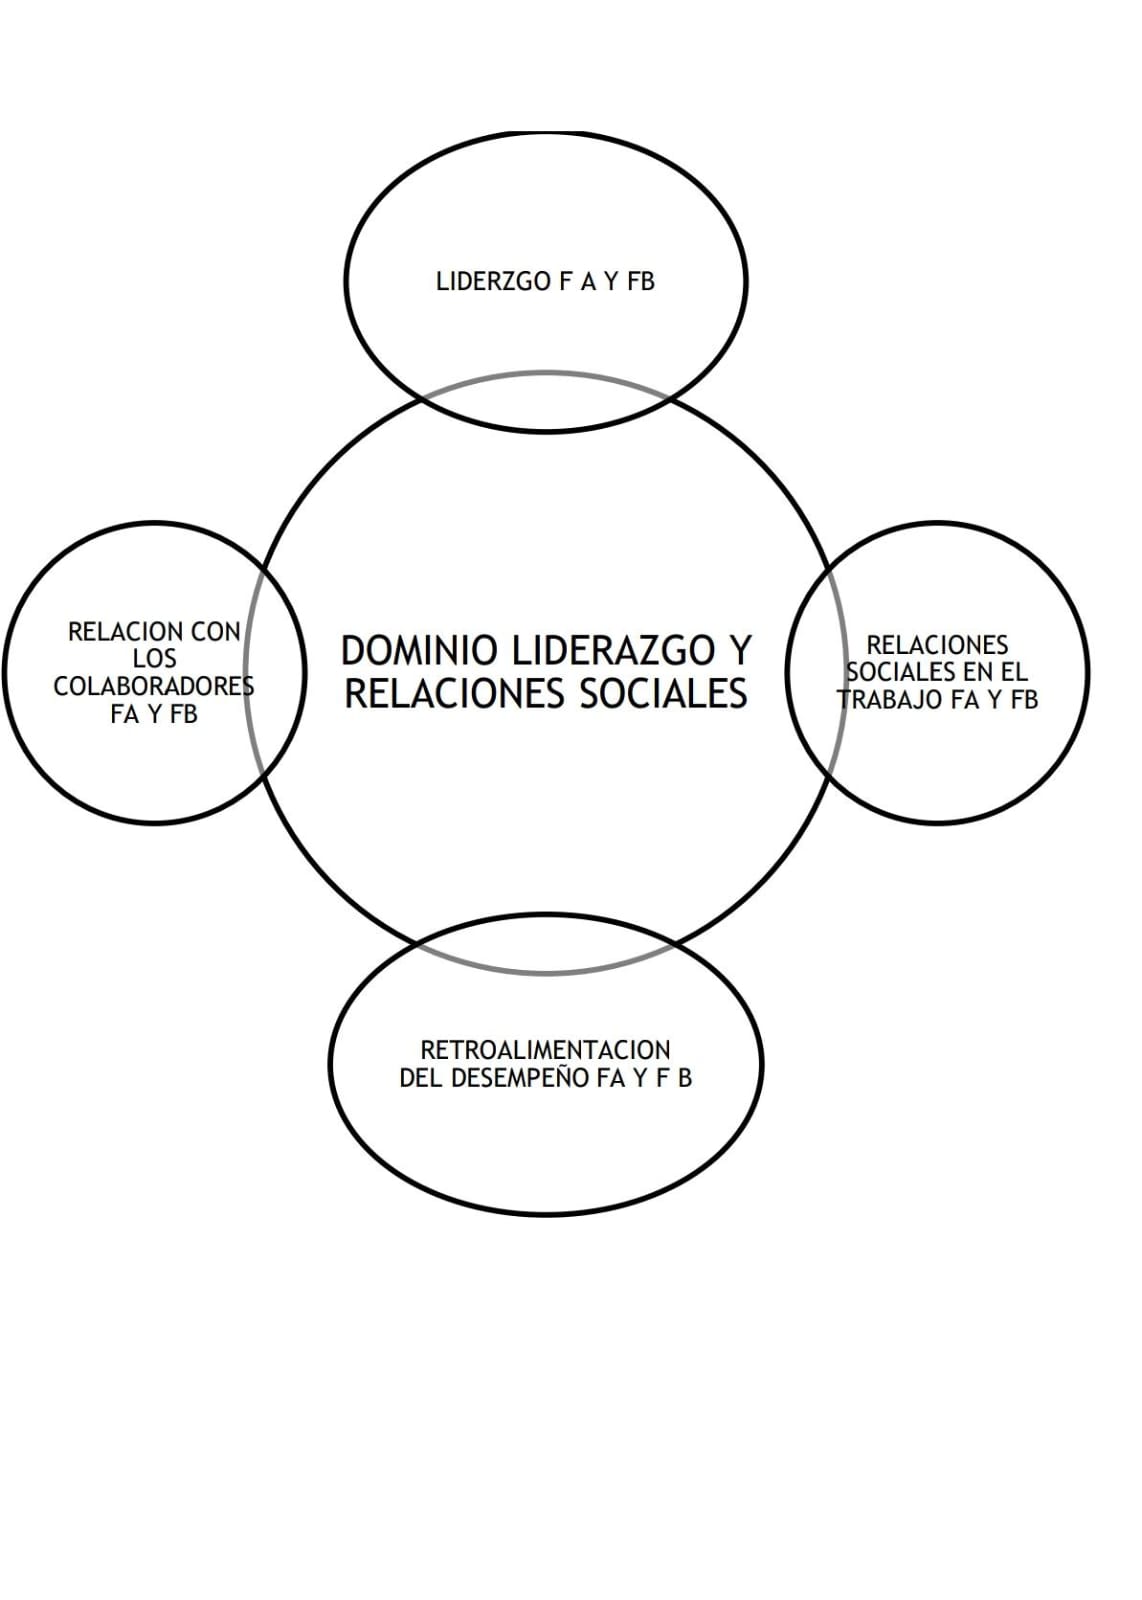 LIDERZGO F A Y FB
RELACION CON
LOS
COLABORADORES
FA Y FB
DOMINIO LIDERAZGO Y
RELACIONES SOCIALES
RELACIONES
SOCIALES EN EL
TRABAJO FA Y FB
RETROALIMENTACION
DEL DESEMPEÑO FA Y F B